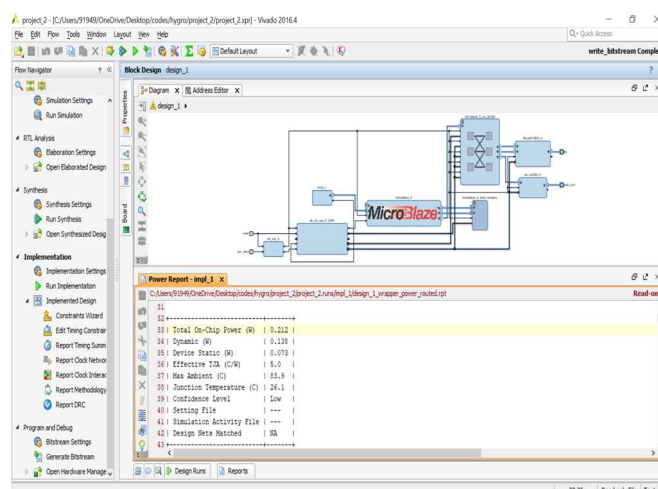 project_2 - [C:/Users/91949/OneDrive/Desktop/codes/hygro/project_2/project_2.xpr] - Vivado 2016.4
File Edit Flow Tools Window Layout View Help
Q- Quick Access
Default Layout
write_bitstream Comple
Flow Navigator
Simulation Settings
Run Simulation
RTL Analysis
Elaboration Settings
Open Elaborated Design
Synthesis
Synthesis Settings
Run Synthesis
Open Synthesized Desig
Implementation
Implementation Settings
Run Implementation
Implemented Design
Constraints Wizard
Edit Timing Constrair
Report Timing Summ
Report Clock Networ
Report Clock Interac
Report Methodology
Report DRC
Program and Debug
Bitstream Settings
Generate Bitstream
Open Hardware Manage
Block Design - design_1
Properties
Board
Diagram X Address Editor X
design_1
MicroBlaze
Power Report - impl_1 X
C:/Users/91949/OneDrive/Desktop/codes/hygro/project_2/project_2.runs/impl_1/design_1_wrapper_power_routed.rpt
Read-on
31
32 +--------------------------+-------+
33 | Total On-Chip Power (W) | 0.212 |
34 | Dynamic (W) | 0.138 |
35 | Device Static (W) | 0.073 |
36 | Effective TJA (C/W) | 5.0 |
37 | Max Ambient (C) | 83.9 |
38 | Junction Temperature (C) | 26.1 |
39 | Confidence Level | Low |
40 | Setting File | --- |
41 | Simulation Activity File | --- |
42 | Design Nets Matched | NA |
43 +--------------------------+-------+
Design Runs Reports